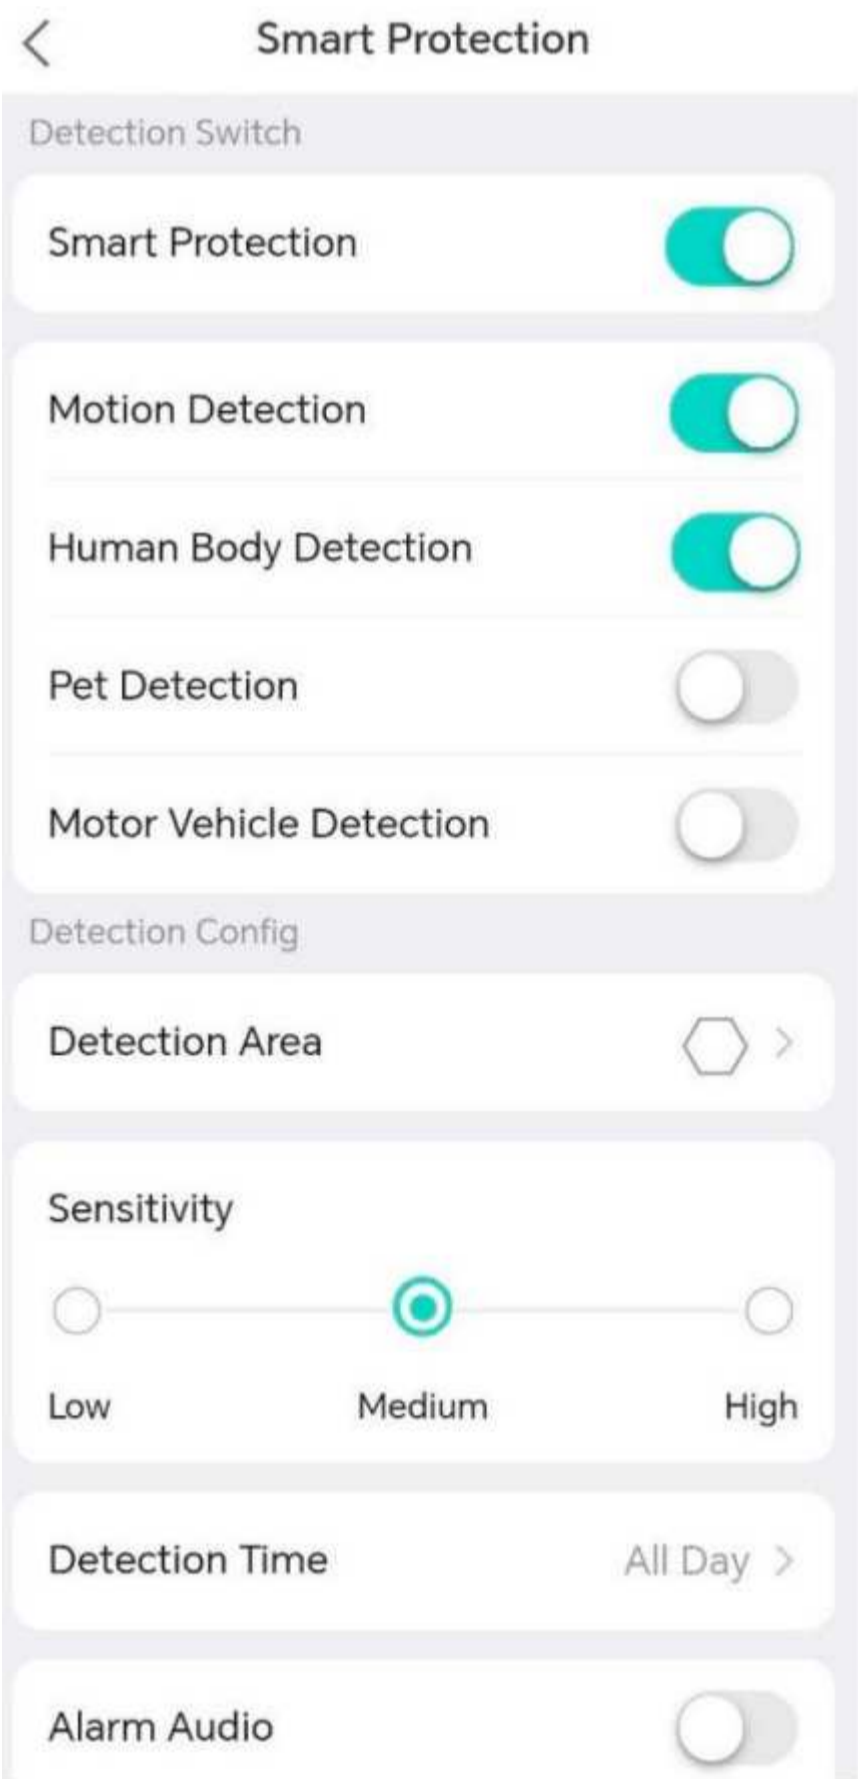 Smart Protection
Detection Switch
Smart Protection
Motion Detection
Human Body Detection
Pet Detection
Motor Vehicle Detection
Detection Config
Detection Area
Sensitivity
Low Medium High
Detection Time All Day
Alarm Audio